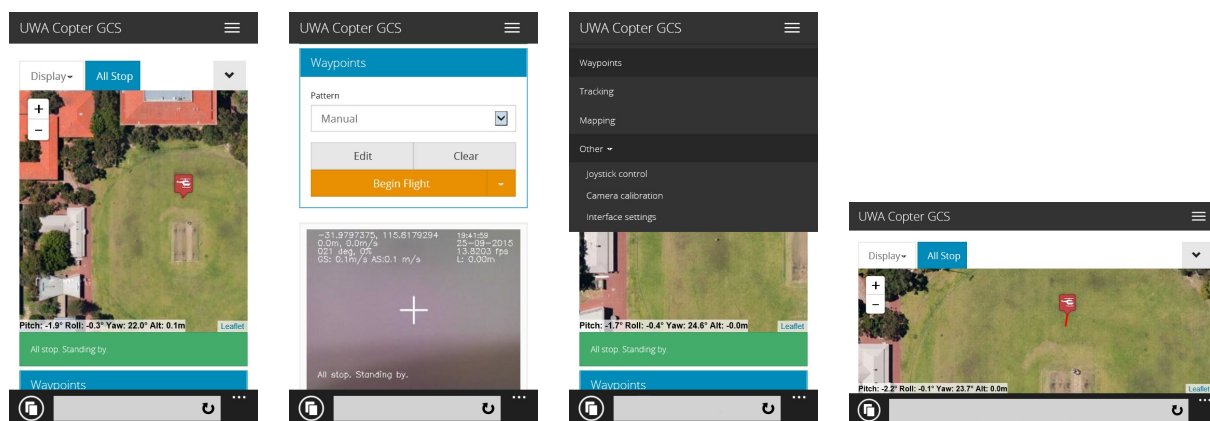 UWA Copter GCS
Display
All Stop
+
−
Pitch: -1.9° Roll: -0.3° Yaw: 22.0° Alt: 0.1m
Leaflet
All stop. Standing by.
Waypoints
UWA Copter GCS
Waypoints
Pattern
Manual
Edit
Clear
Begin Flight
-31.9797375, 115.8179294
0.0m, 0.0m/s
021 deg, 0%
GS: 0.1m/s AS:0.1 m/s
19:41:59
25-09-2015
13.8203 fps
L: 0.00m
All stop. Standing by.
UWA Copter GCS
Waypoints
Tracking
Mapping
Other
Joystick control
Camera calibration
Interface settings
Pitch: -1.7° Roll: -0.4° Yaw: 24.6° Alt: -0.0m
Leaflet
All stop. Standing by.
Waypoints
UWA Copter GCS
Display
All Stop
+
−
Pitch: -2.2° Roll: -0.1° Yaw: 23.7° Alt: 0.0m
Leaflet